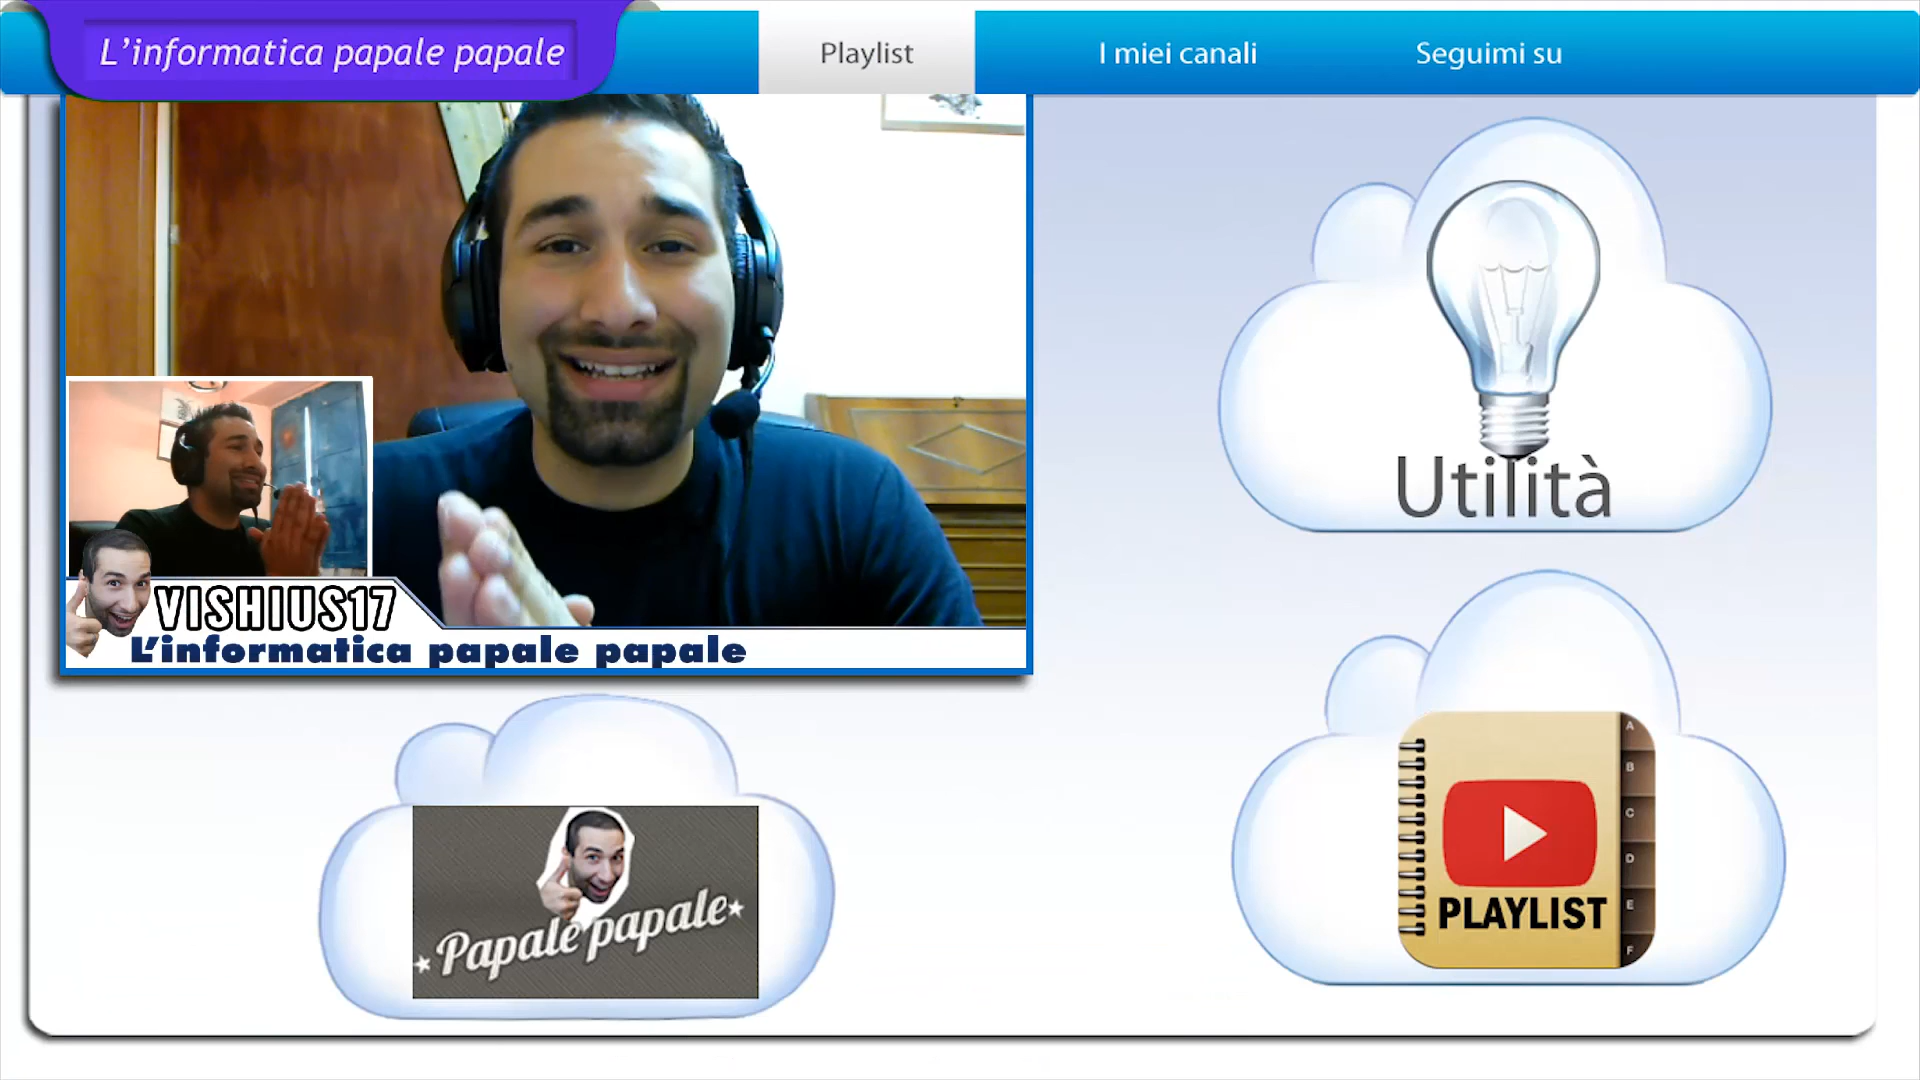 L'informatica papale papale
Playlist
I miei canali
Seguimi su
VISHIUS17
L'informatica papale papale
Utilità
Papale papale
A
B
C
D
E
F
PLAYLIST